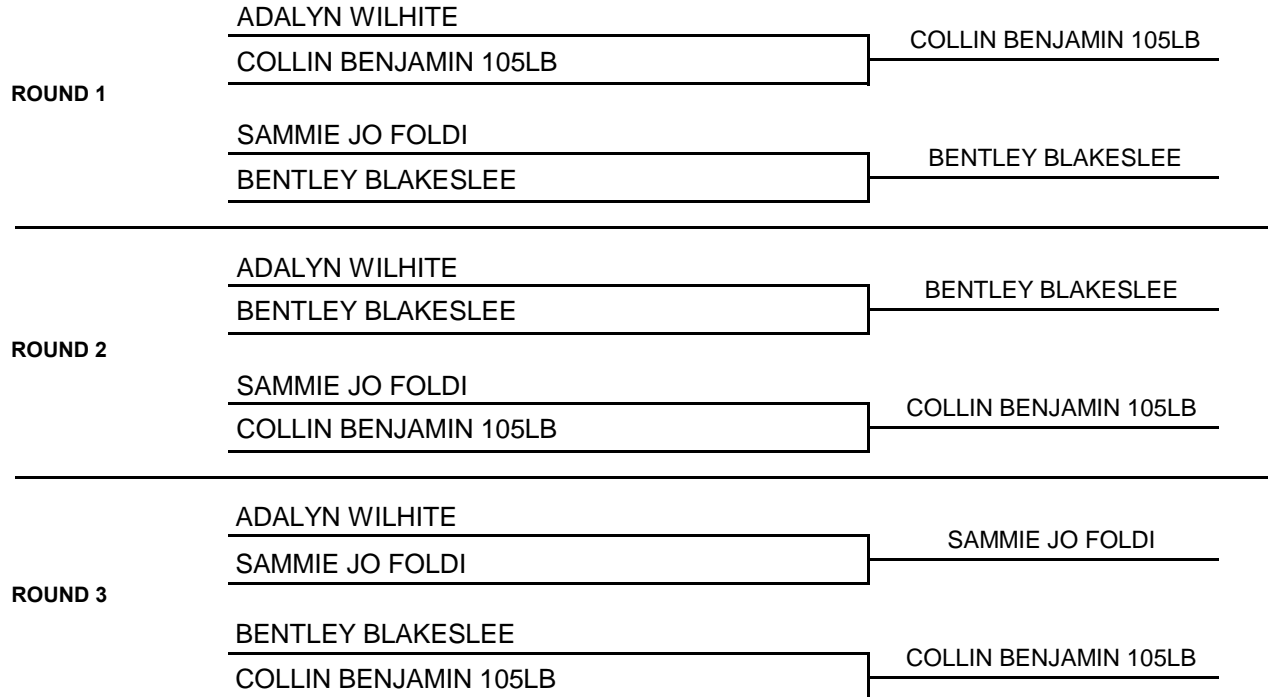 ADALYN WILHITE
COLLIN BENJAMIN 105LB
COLLIN BENJAMIN 105LB
ROUND 1
SAMMIE JO FOLDI
BENTLEY BLAKESLEE
BENTLEY BLAKESLEE
ADALYN WILHITE
BENTLEY BLAKESLEE
BENTLEY BLAKESLEE
ROUND 2
SAMMIE JO FOLDI
COLLIN BENJAMIN 105LB
COLLIN BENJAMIN 105LB
ADALYN WILHITE
SAMMIE JO FOLDI
SAMMIE JO FOLDI
ROUND 3
BENTLEY BLAKESLEE
COLLIN BENJAMIN 105LB
COLLIN BENJAMIN 105LB